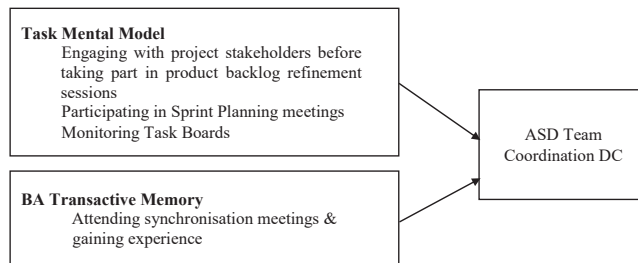 Task Mental Model
Engaging with project stakeholders before
taking part in product backlog refinement
sessions
Participating in Sprint Planning meetings
Monitoring Task Boards
ASD Team
Coordination DC
BA Transactive Memory
Attending synchronisation meetings &
gaining experience